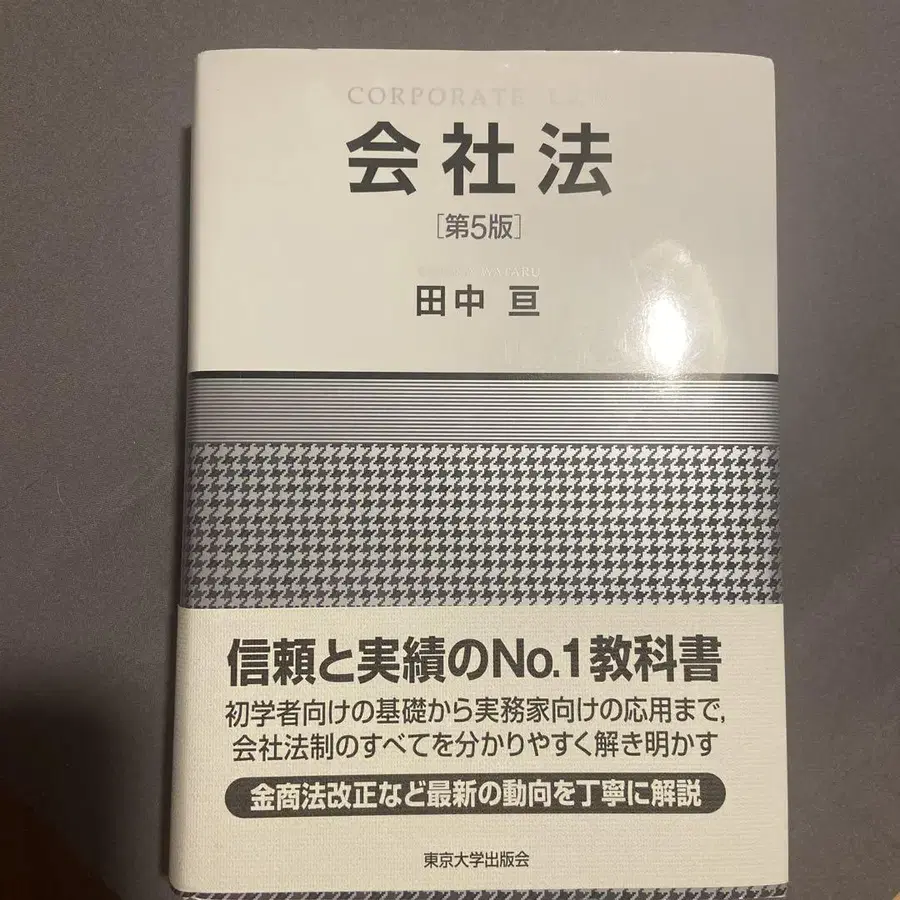 CORPORATE LAW
会社法
[第5版]
WATARU
田中 亘
信頼と実績のNo.1教科書
初学者向けの基礎から実務家向けの応用まで,
会社法制のすべてを分かりやすく解き明かす
金商法改正など最新の動向を丁寧に解説
東京大学出版会